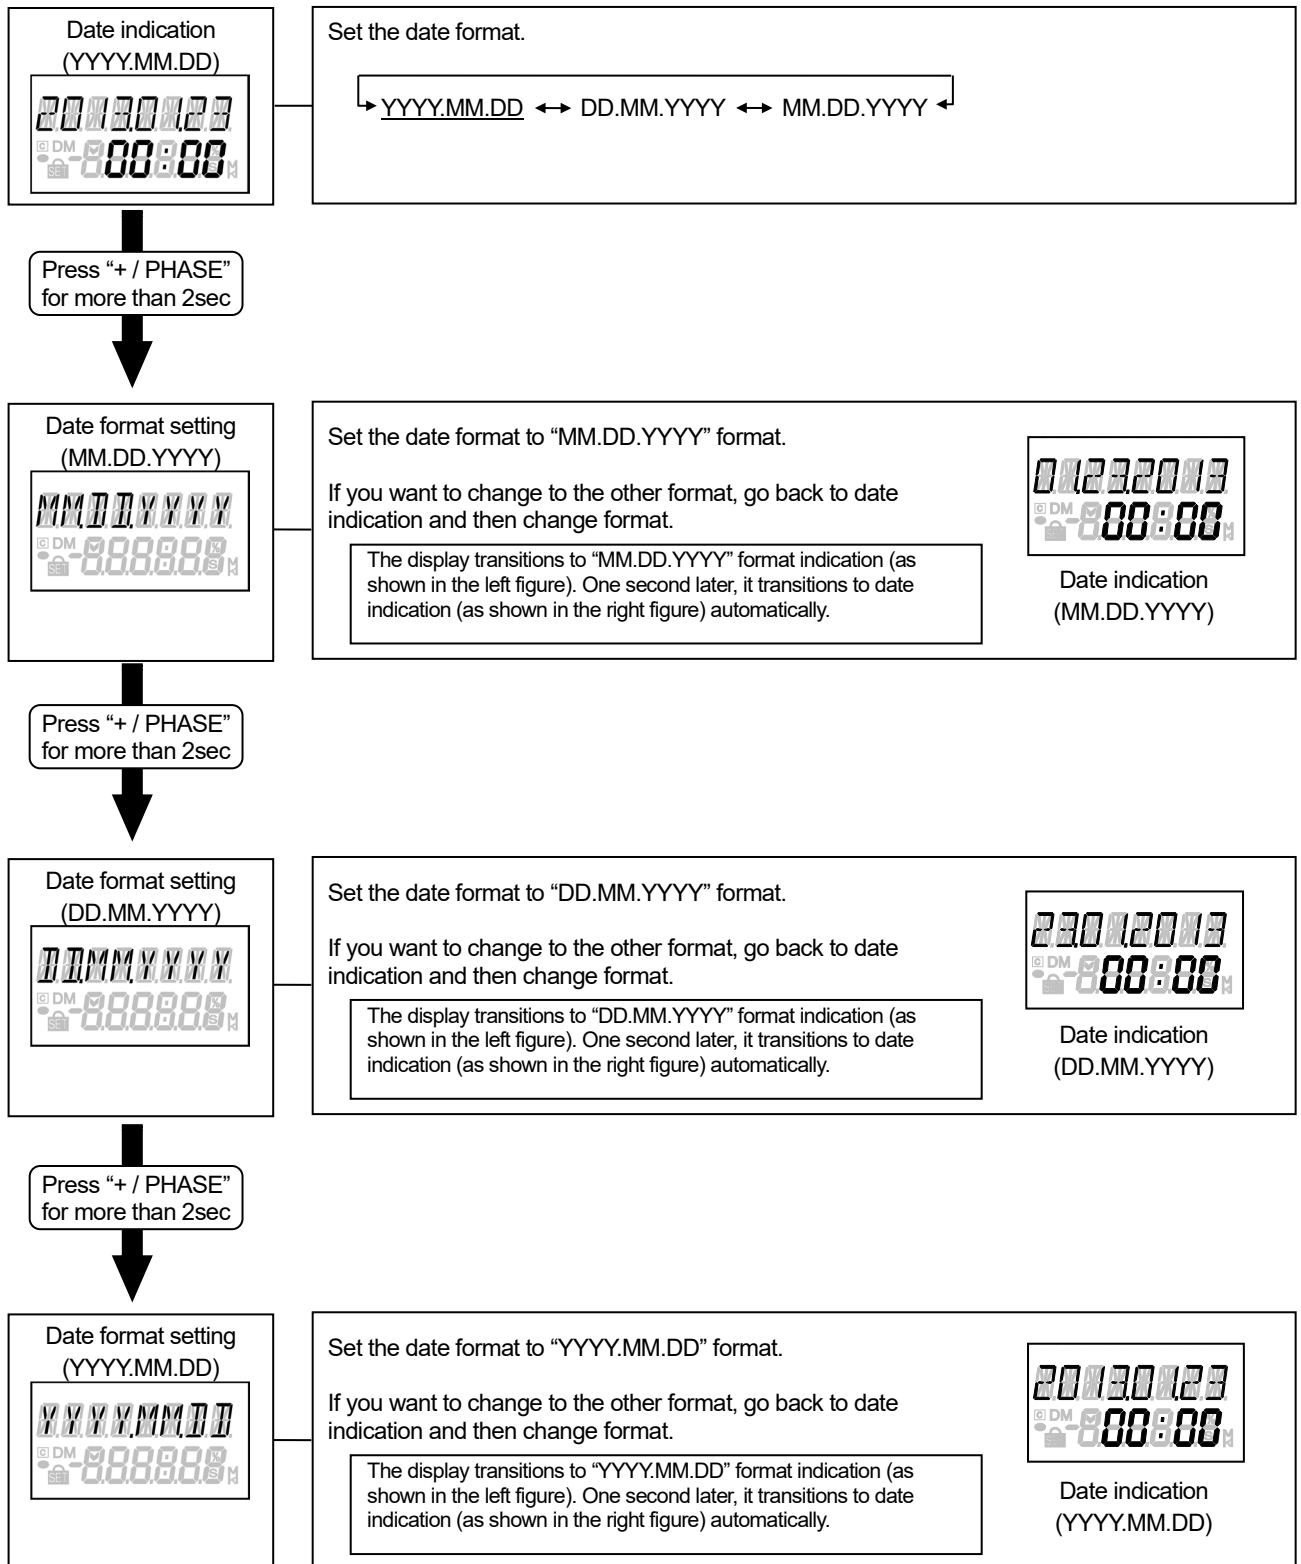 Date indication
(YYYY.MM.DD)
2013.01.23
C DM
SET
00:00
Set the date format.
YYYY.MM.DD ↔ DD.MM.YYYY ↔ MM.DD.YYYY
Press “+ / PHASE”
for more than 2sec
Date format setting
(MM.DD.YYYY)
MM.DD.YYYY
C DM
SET
Set the date format to “MM.DD.YYYY” format.
If you want to change to the other format, go back to date
indication and then change format.
The display transitions to “MM.DD.YYYY” format indication (as
shown in the left figure). One second later, it transitions to date
indication (as shown in the right figure) automatically.
01.23.2013
C DM
00:00
Date indication
(MM.DD.YYYY)
Press “+ / PHASE”
for more than 2sec
Date format setting
(DD.MM.YYYY)
DD.MM.YYYY
C DM
SET
Set the date format to “DD.MM.YYYY” format.
If you want to change to the other format, go back to date
indication and then change format.
The display transitions to “DD.MM.YYYY” format indication (as
shown in the left figure). One second later, it transitions to date
indication (as shown in the right figure) automatically.
23.01.2013
C DM
00:00
Date indication
(DD.MM.YYYY)
Press “+ / PHASE”
for more than 2sec
Date format setting
(YYYY.MM.DD)
YYYY.MM.DD
C DM
SET
Set the date format to “YYYY.MM.DD” format.
If you want to change to the other format, go back to date
indication and then change format.
The display transitions to “YYYY.MM.DD” format indication (as
shown in the left figure). One second later, it transitions to date
indication (as shown in the right figure) automatically.
2013.01.23
C DM
00:00
Date indication
(YYYY.MM.DD)